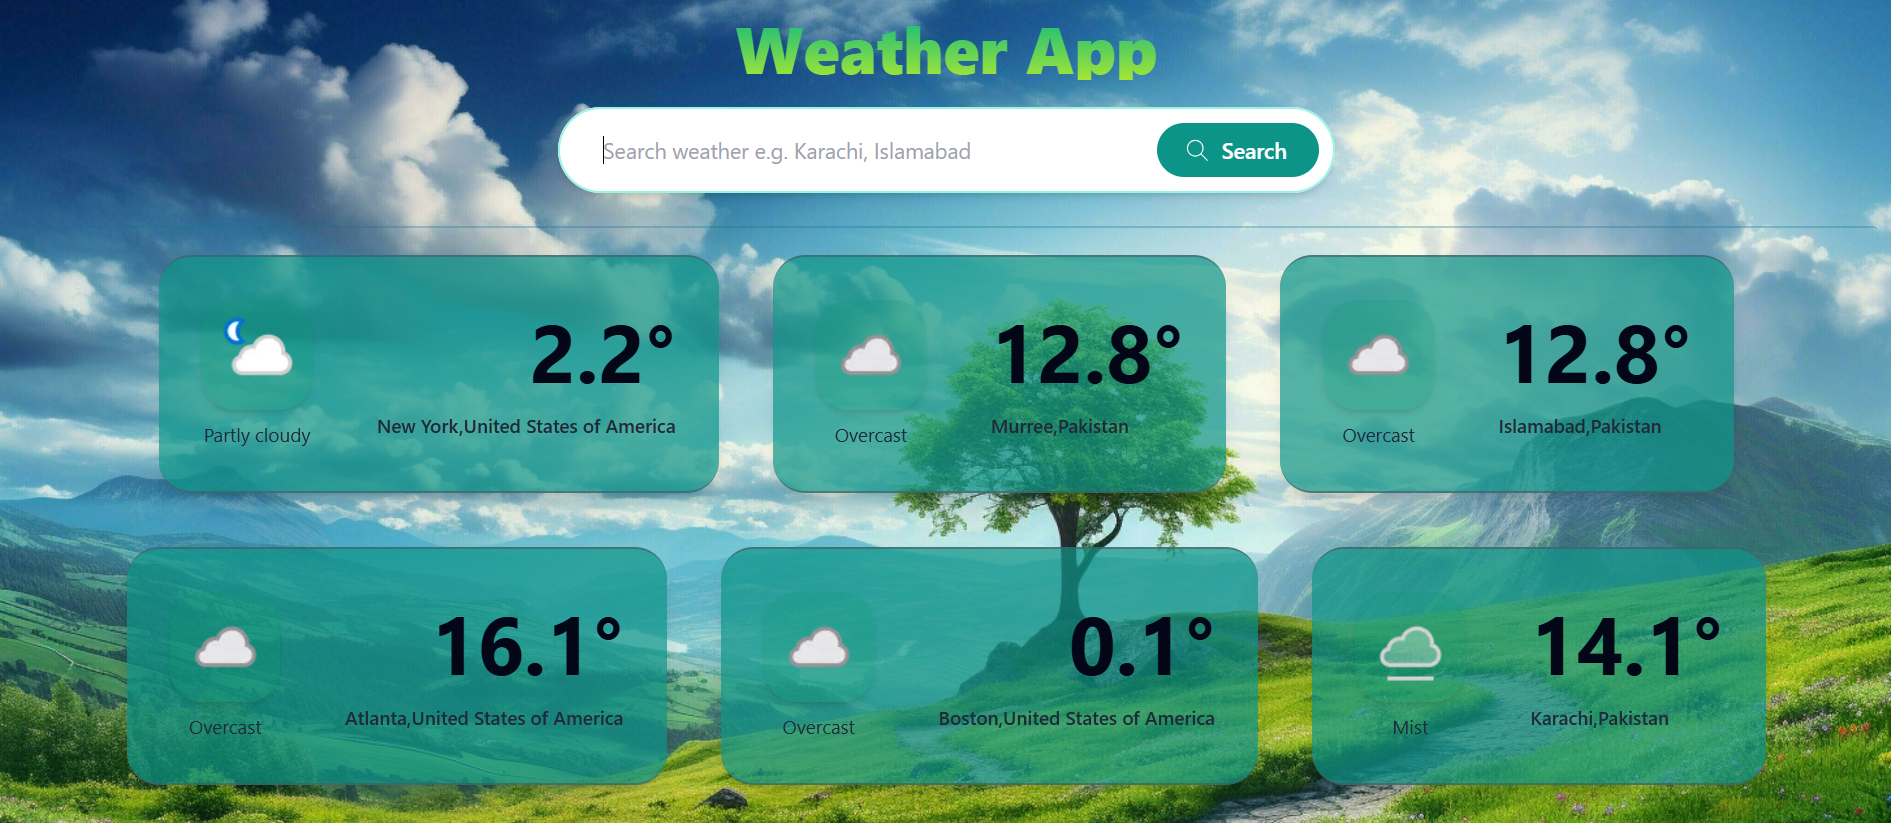 Weather App
Search weather e.g. Karachi, Islamabad
Search
2.2°
Partly cloudy
New York,United States of America
12.8°
Overcast
Murree,Pakistan
12.8°
Overcast
Islamabad,Pakistan
16.1°
Overcast
Atlanta,United States of America
0.1°
Overcast
Boston,United States of America
14.1°
Mist
Karachi,Pakistan